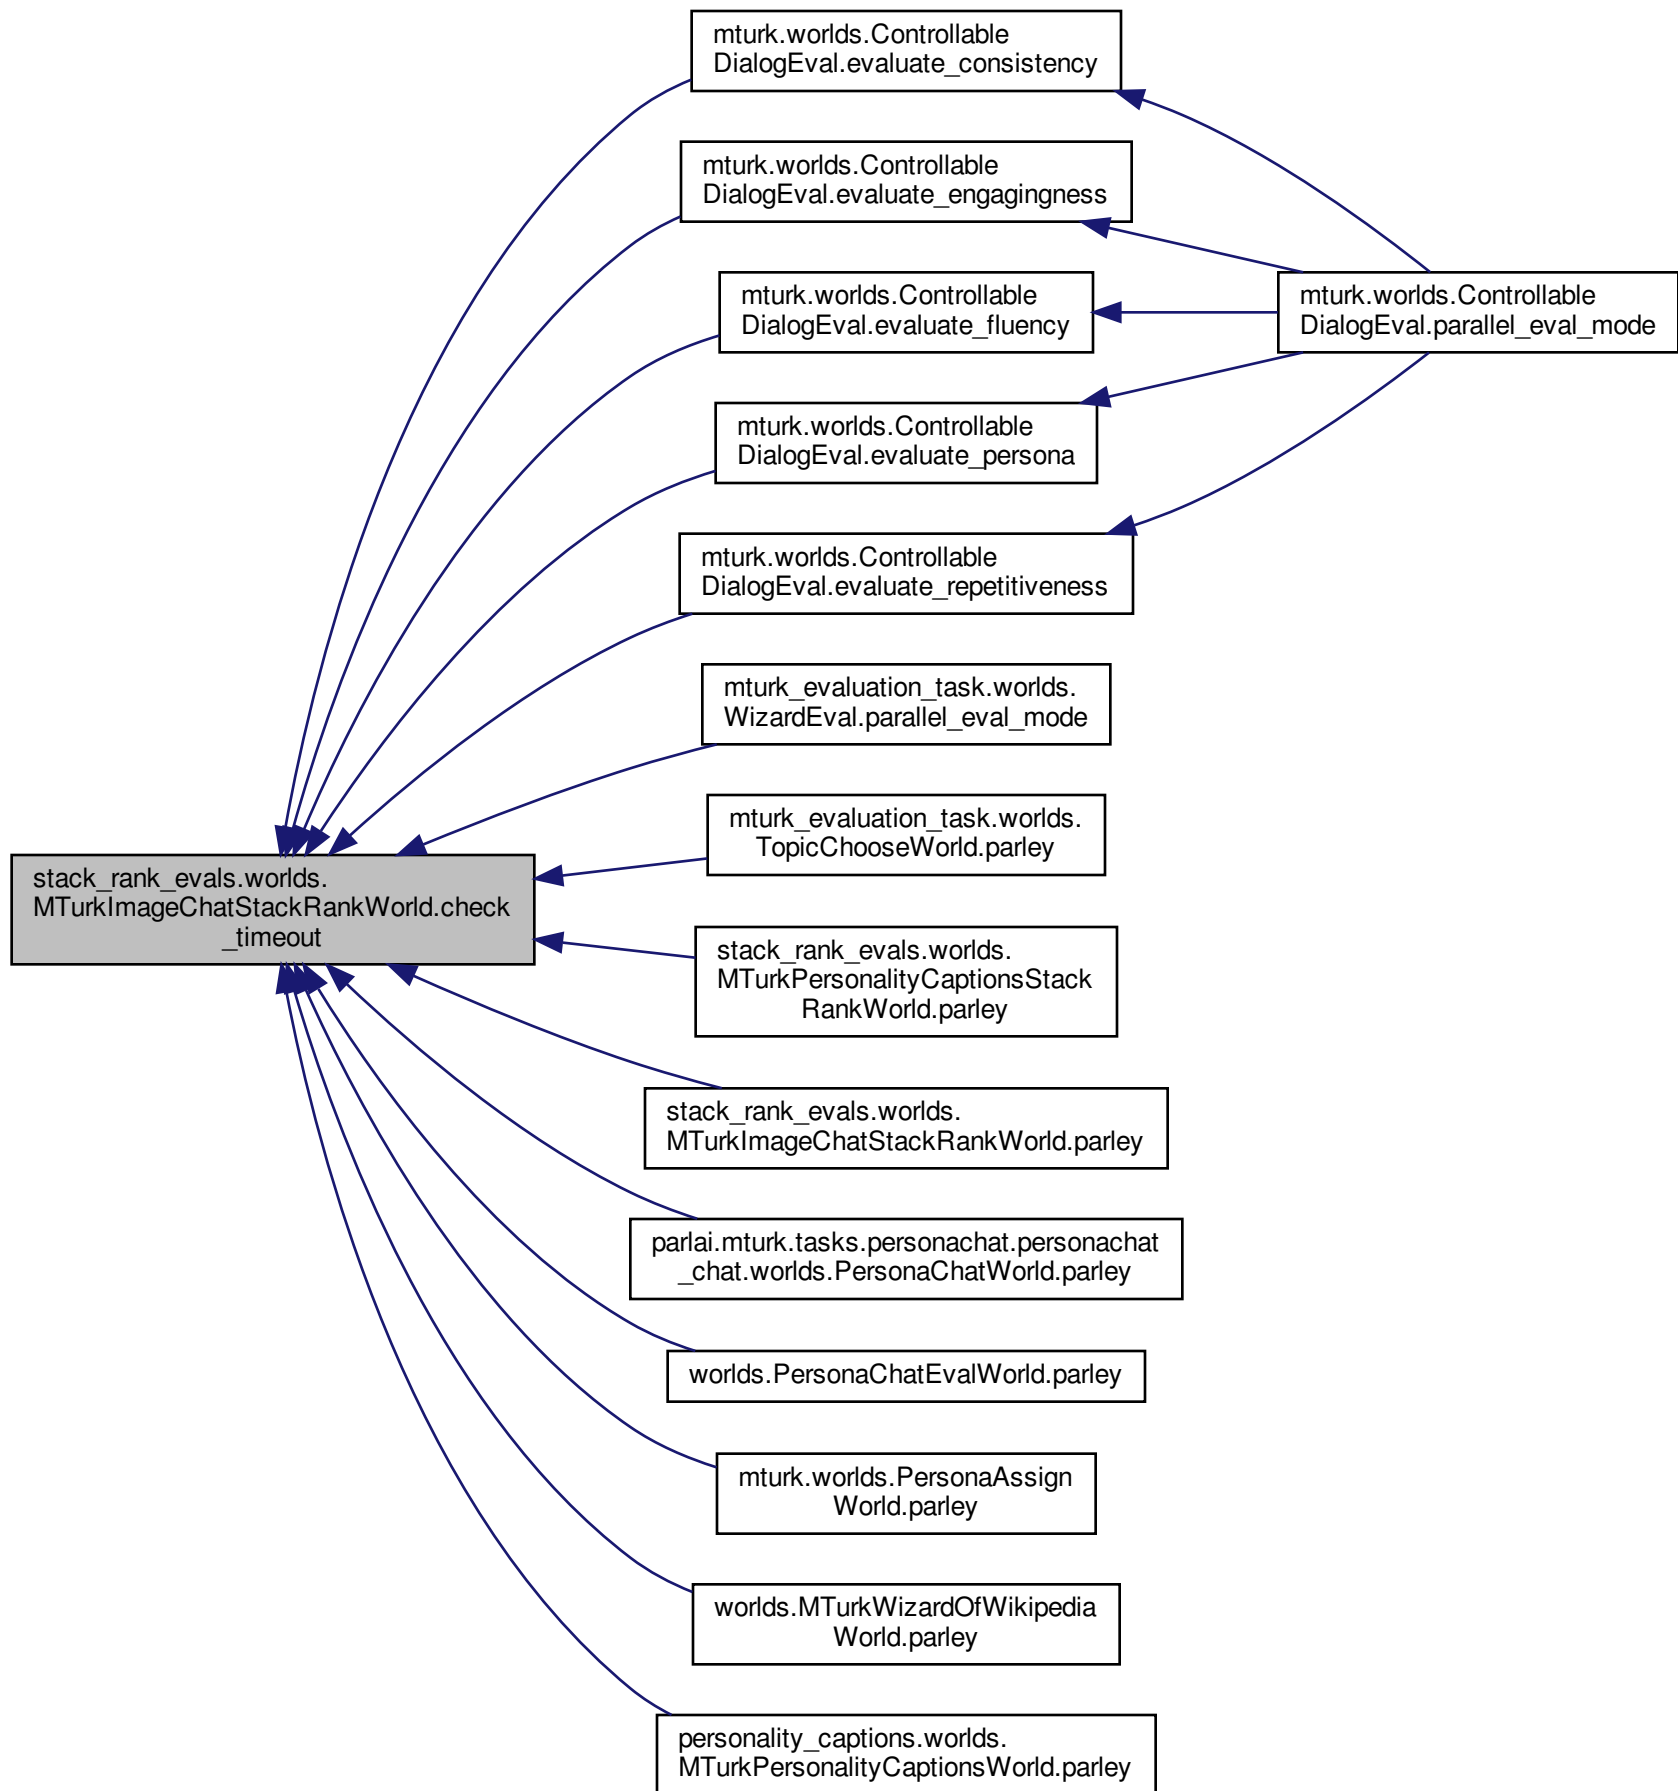 mturk.worlds.Controllable
DialogEval.evaluate_consistency
mturk.worlds.Controllable
DialogEval.evaluate_engagingness
mturk.worlds.Controllable
DialogEval.evaluate_fluency
mturk.worlds.Controllable
DialogEval.parallel_eval_mode
mturk.worlds.Controllable
DialogEval.evaluate_persona
mturk.worlds.Controllable
DialogEval.evaluate_repetitiveness
mturk_evaluation_task.worlds.
WizardEval.parallel_eval_mode
mturk_evaluation_task.worlds.
TopicChooseWorld.parley
stack_rank_evals.worlds.
MTurkImageChatStackRankWorld.check
_timeout
stack_rank_evals.worlds.
MTurkPersonalityCaptionsStack
RankWorld.parley
stack_rank_evals.worlds.
MTurkImageChatStackRankWorld.parley
parlai.mturk.tasks.personachat.personachat
_chat.worlds.PersonaChatWorld.parley
worlds.PersonaChatEvalWorld.parley
mturk.worlds.PersonaAssign
World.parley
worlds.MTurkWizardOfWikipedia
World.parley
personality_captions.worlds.
MTurkPersonalityCaptionsWorld.parley